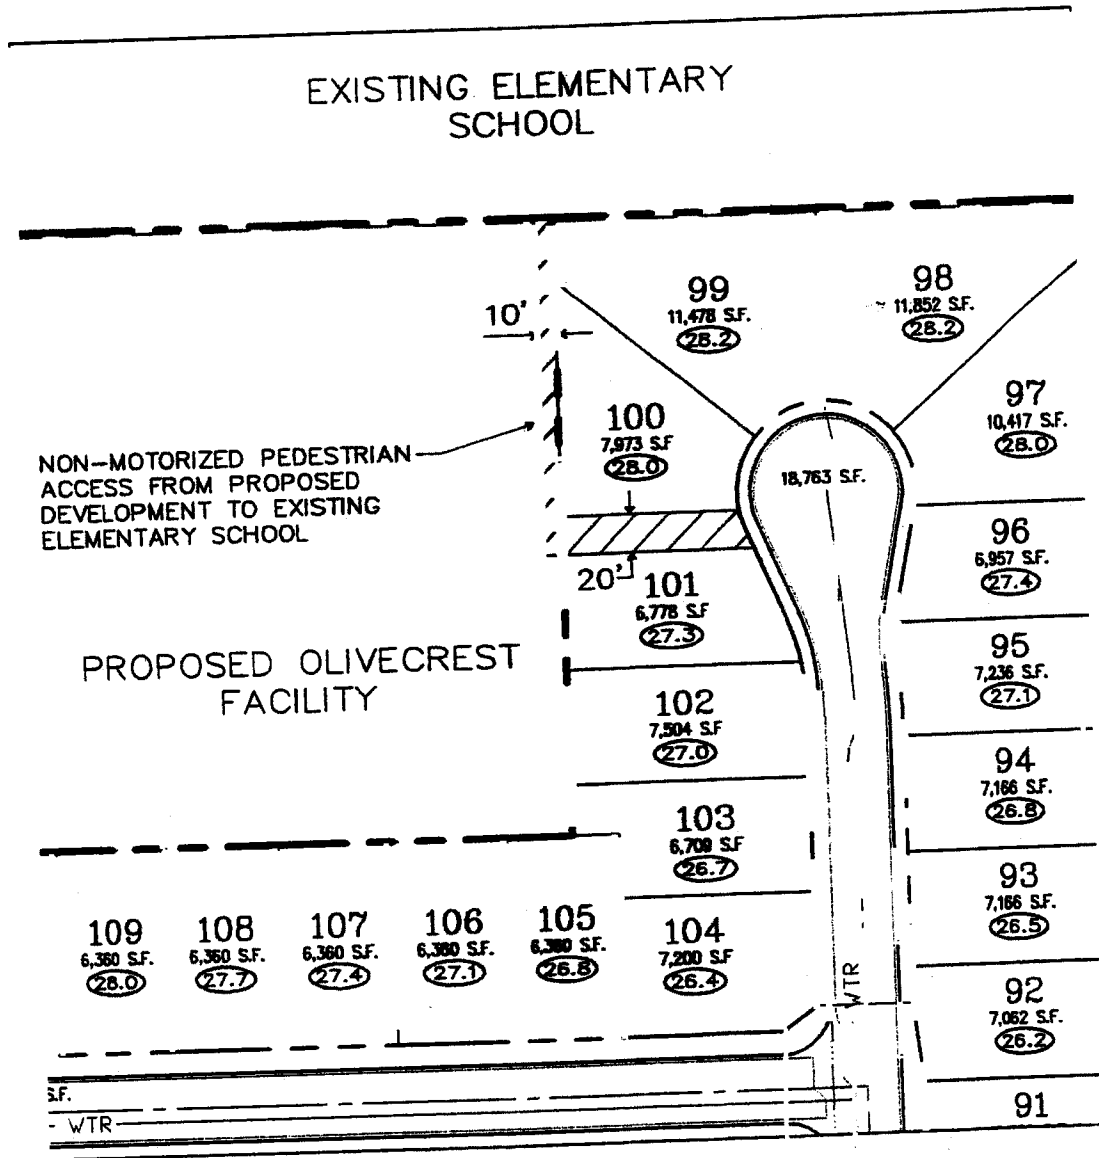 EXISTING ELEMENTARY
SCHOOL
10'
99
11,478 S.F.
28.2
98
11,852 S.F.
28.2
97
10,417 S.F.
28.0
100
7,973 S.F
28.0
18,763 S.F.
NON-MOTORIZED PEDESTRIAN
ACCESS FROM PROPOSED
DEVELOPMENT TO EXISTING
ELEMENTARY SCHOOL
96
6,957 S.F.
27.4
20'
101
6,778 S.F
27.3
PROPOSED OLIVECREST
FACILITY
95
7,236 S.F.
27.1
102
7,504 S.F
27.0
94
7,166 S.F.
26.8
103
6,709 S.F
26.7
93
7,166 S.F.
26.5
109
6,360 S.F.
28.0
108
6,360 S.F.
27.7
107
6,360 S.F.
27.4
106
6,360 S.F.
27.1
105
6,360 S.F.
26.8
104
7,200 S.F
26.4
WTR
92
7,062 S.F.
26.2
S.F.
WTR
91